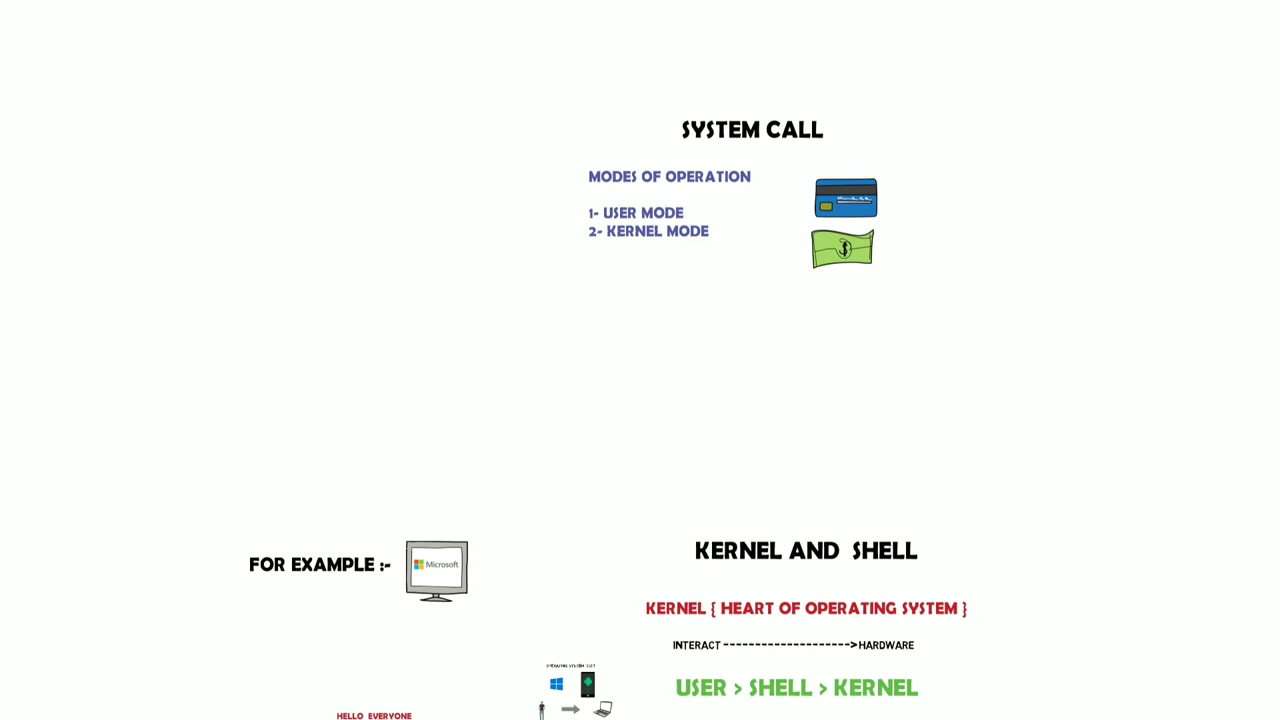 SYSTEM CALL
MODES OF OPERATION
1- USER MODE
2- KERNEL MODE
FOR EXAMPLE :-
Microsoft
KERNEL AND SHELL
KERNEL { HEART OF OPERATING SYSTEM }
INTERACT --------------------> HARDWARE
USER > SHELL > KERNEL
HELLO EVERYONE